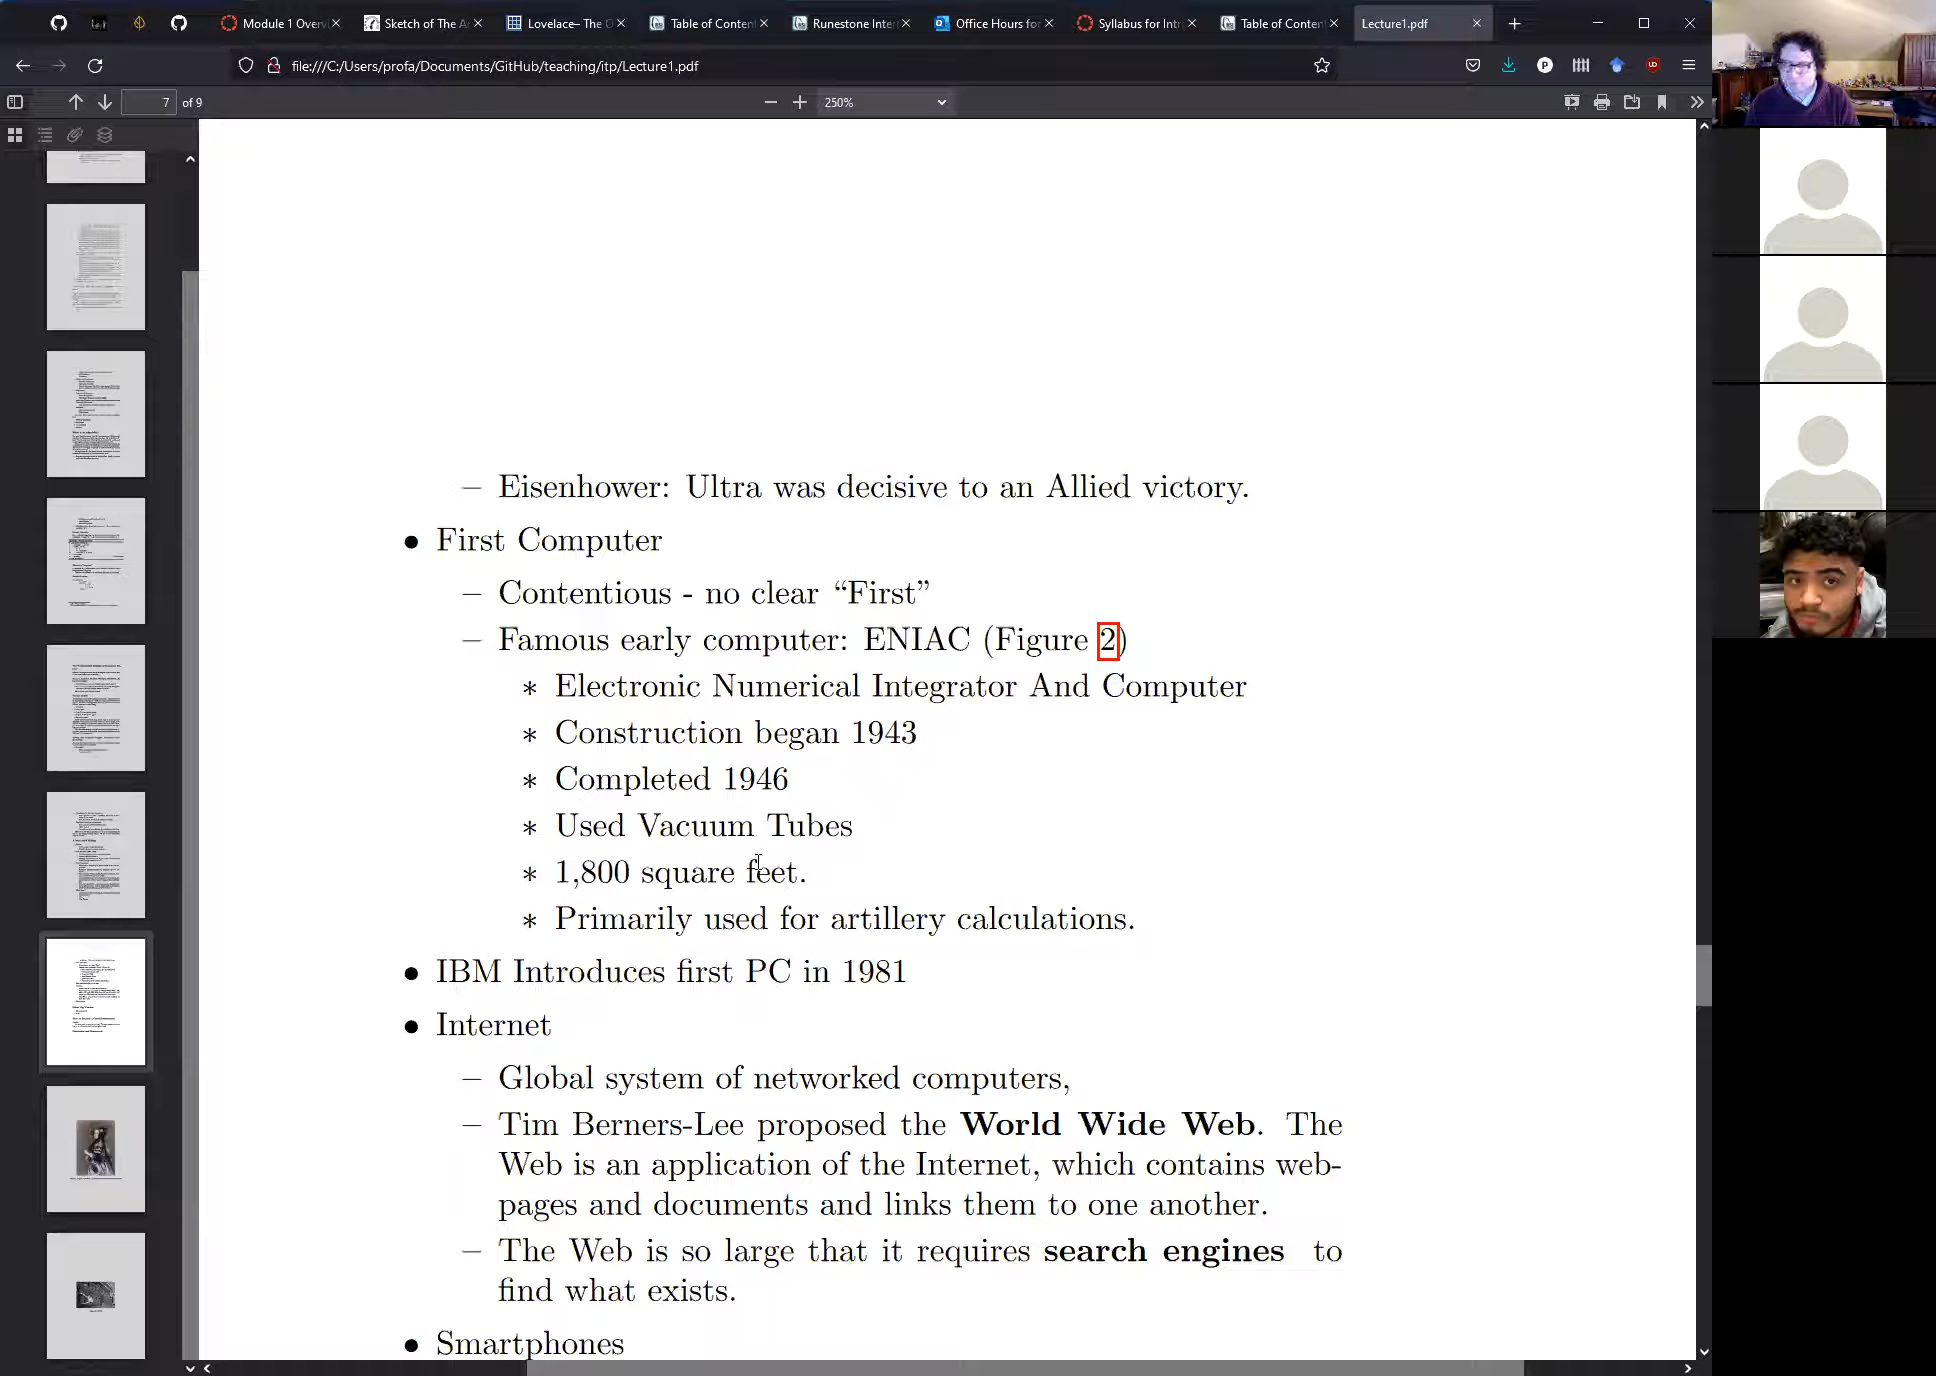 Module 1 Overv
Sketch of The A
Lovelace– The O
Table of Conten
Runestone Inter
Office Hours for
Syllabus for Intr
Table of Conten
Lecture1.pdf
file:///C:/Users/profa/Documents/GitHub/teaching/itp/Lecture1.pdf
7 of 9
250%
– Eisenhower: Ultra was decisive to an Allied victory.
• First Computer
– Contentious - no clear “First”
– Famous early computer: ENIAC (Figure 2)
∗ Electronic Numerical Integrator And Computer
∗ Construction began 1943
∗ Completed 1946
∗ Used Vacuum Tubes
∗ 1,800 square feet.
∗ Primarily used for artillery calculations.
• IBM Introduces first PC in 1981
• Internet
– Global system of networked computers,
– Tim Berners-Lee proposed the World Wide Web. The
Web is an application of the Internet, which contains web-
pages and documents and links them to one another.
– The Web is so large that it requires search engines to
find what exists.
• Smartphones